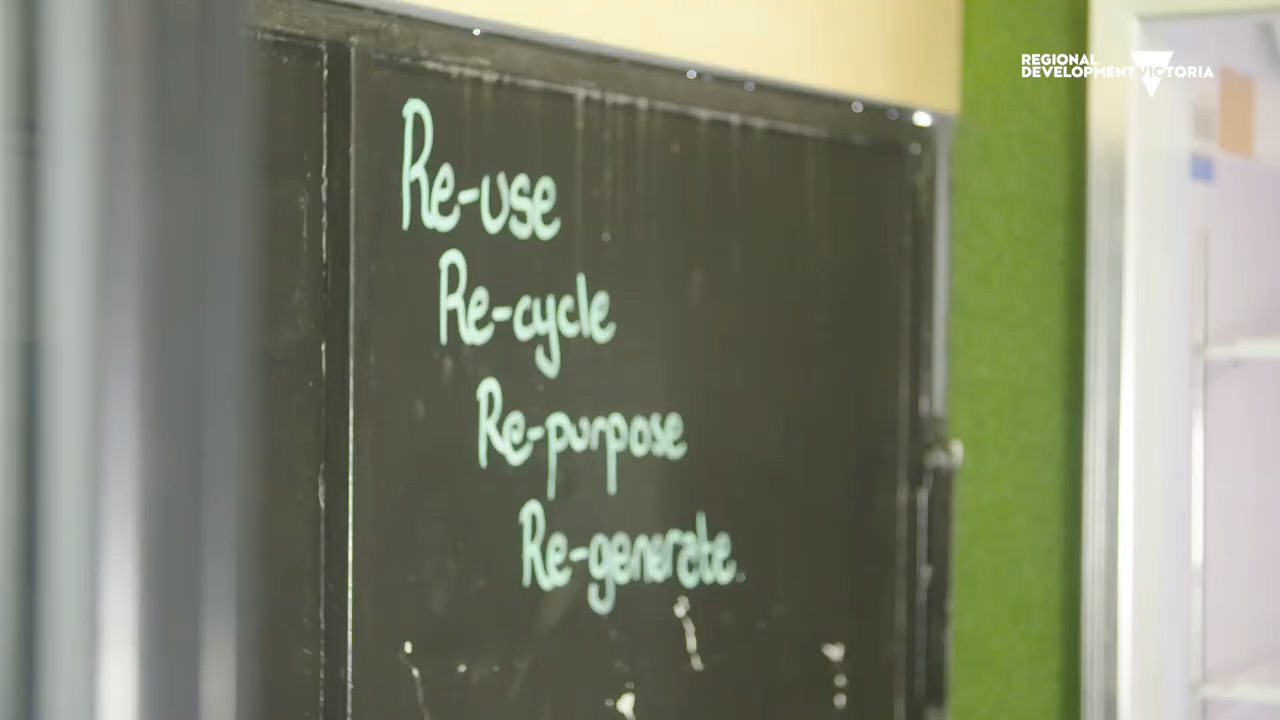 Re-use
Re-cycle
Re-purpose
Re-generate.
REGIONAL
DEVELOPMENT VICTORIA